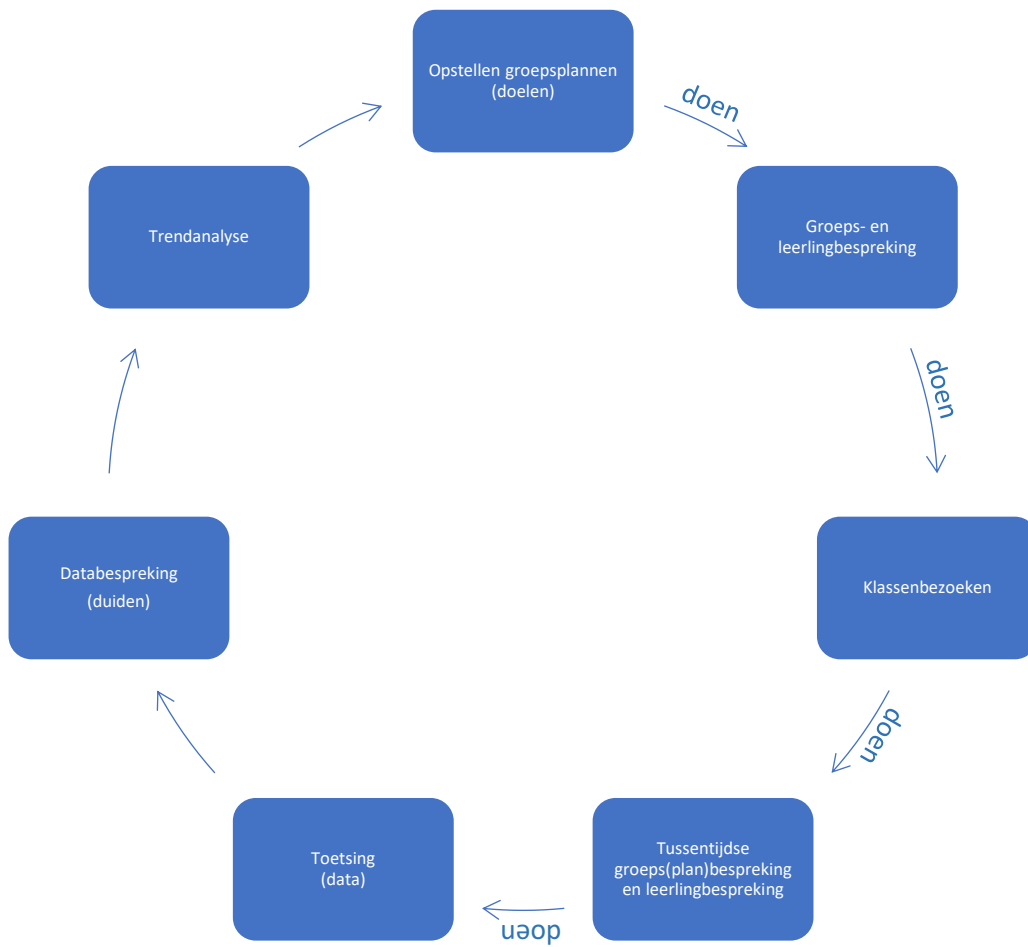 Opstellen groepsplannen
(doelen)
doen
Groeps- en
leerlingbespreking
doen
Klassenbezoeken
doen
Tussentijdse
groeps(plan)bespreking
en leerlingbespreking
doen
Toetsing
(data)
Databespreking
(duiden)
Trendanalyse